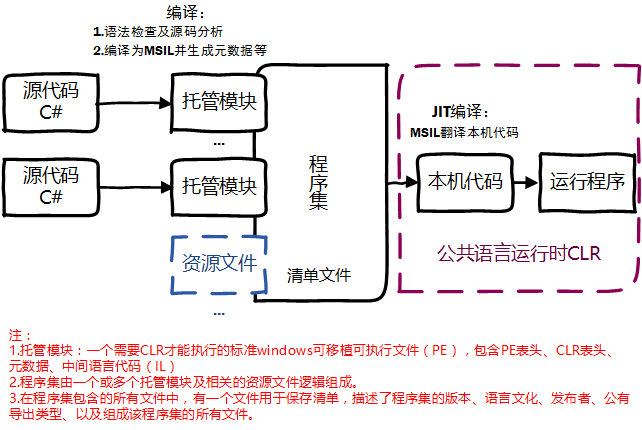 编译：
1.语法检查及源码分析
2.编译为MSIL并生成元数据等
源代码
C#
托管模块
...
源代码
C#
托管模块
资源文件
...
程序集
清单文件
JIT编译：
MSIL翻译本机代码
本机代码
运行程序
公共语言运行时CLR
注：
1.托管模块：一个需要CLR才能执行的标准windows可移植可执行文件（PE），包含PE表头、CLR表头、
元数据、中间语言代码（IL）
2.程序集由一个或多个托管模块及相关的资源文件逻辑组成。
3.在程序集包含的所有文件中，有一个文件用于保存清单，描述了程序集的版本、语言文化、发布者、公有
导出类型、以及组成该程序集的所有文件。